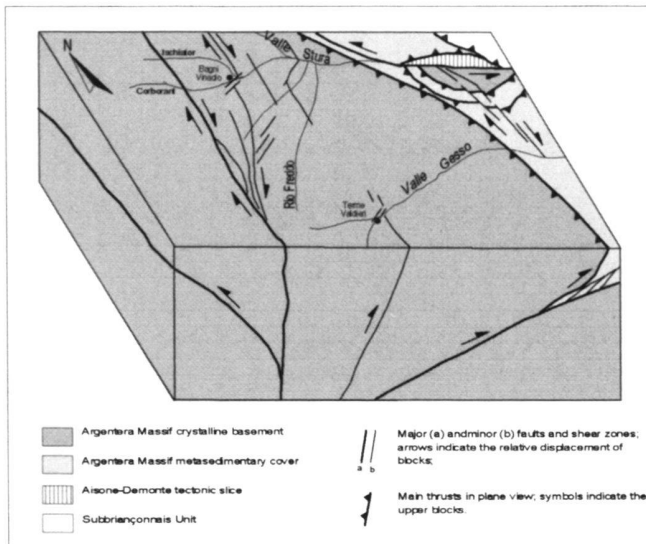 N
Valle Stura
Ischiator
Bagni
Vinadio
Corborant
Rio Freddo
Valle Gesso
Terme
Valdieri
Argentera Massif crystalline basement
Argentera Massif metasedimentary cover
Aisone-Demonte tectonic slice
Subbriançonnais Unit
a b
Major (a) andminor (b) faults and shear zones;
arrows indicate the relative displacement of
blocks;
Main thrusts in plane view; symbols indicate the
upper blocks.